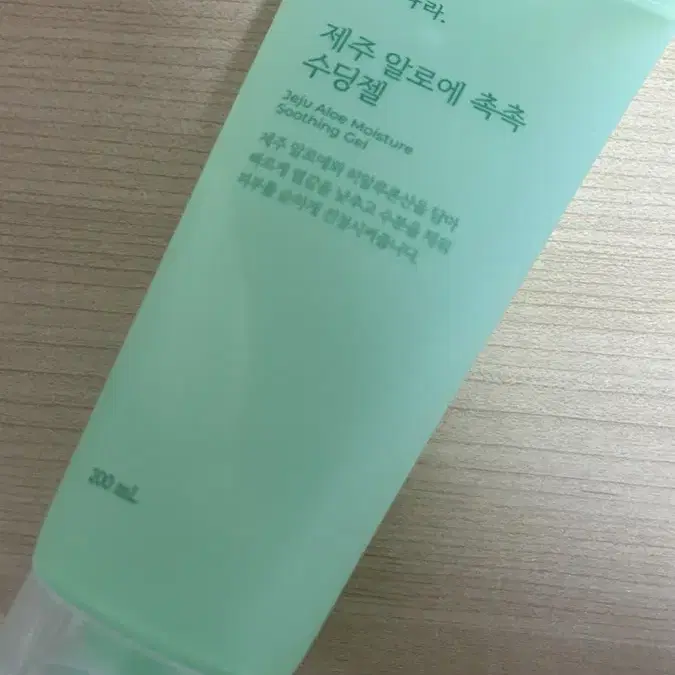 구라.
제주 알로에 촉촉
수딩젤
Jeju Aloe Moisture
Soothing Gel
제주 알로에와 히알루론산을 담아
빠르게 열감을 낮추고 수분을 채워
피부를 순하게 진정시켜줍니다.
200 mL